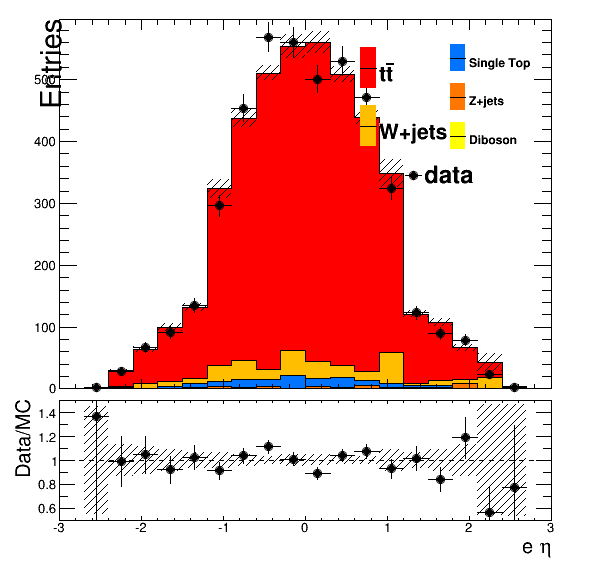 Entries
500
400
300
200
100
0
tt̄
W+jets
data
Single Top
Z+jets
Diboson
Data/MC
1.4
1.2
1
0.8
0.6
-3 -2 -1 0 1 2 3
e η